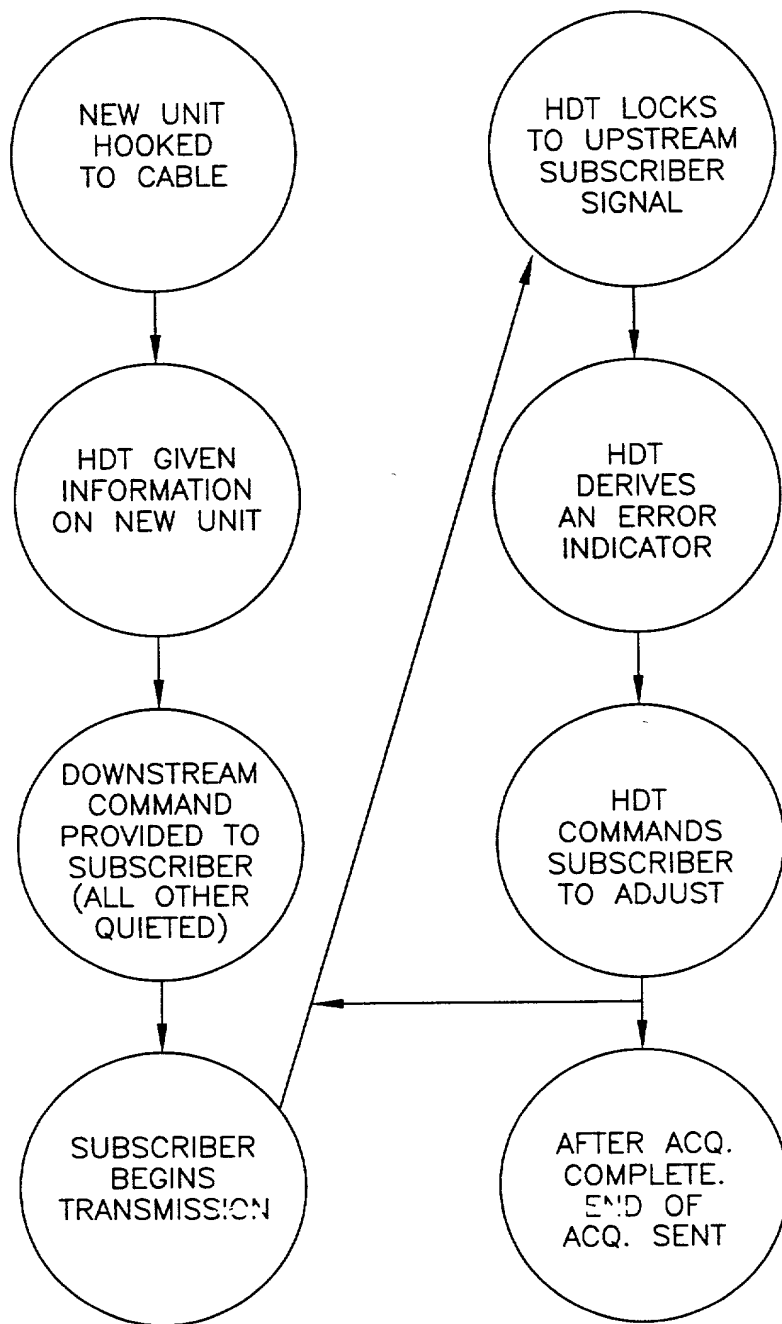 NEW UNIT
HOOKED
TO CABLE
HDT GIVEN
INFORMATION
ON NEW UNIT
DOWNSTREAM
COMMAND
PROVIDED TO
SUBSCRIBER
(ALL OTHER
QUIETED)
SUBSCRIBER
BEGINS
TRANSMISSION
HDT LOCKS
TO UPSTREAM
SUBSCRIBER
SIGNAL
HDT
DERIVES
AN ERROR
INDICATOR
HDT
COMMANDS
SUBSCRIBER
TO ADJUST
AFTER ACQ.
COMPLETE.
END OF
ACQ. SENT